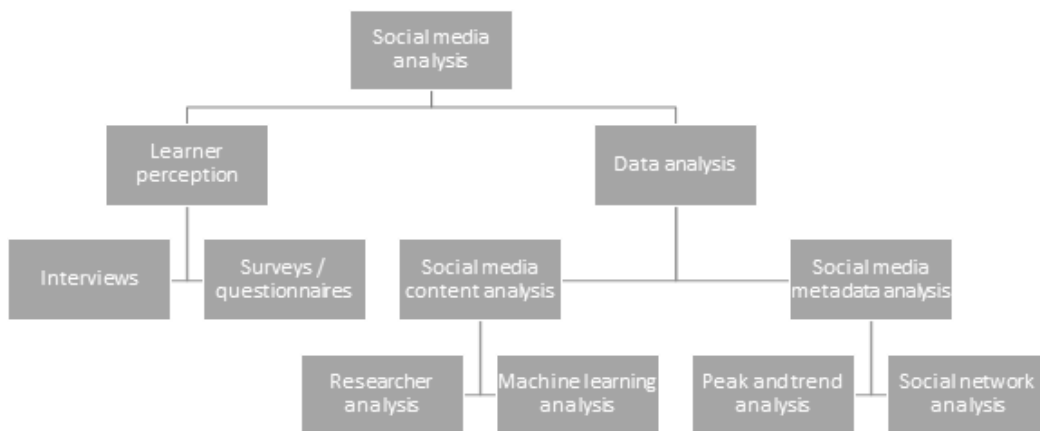 Social media
analysis
Learner
perception
Data analysis
Interviews
Surveys /
questionnaires
Social media
content analysis
Social media
metadata analysis
Researcher
analysis
Machine learning
analysis
Peak and trend
analysis
Social network
analysis